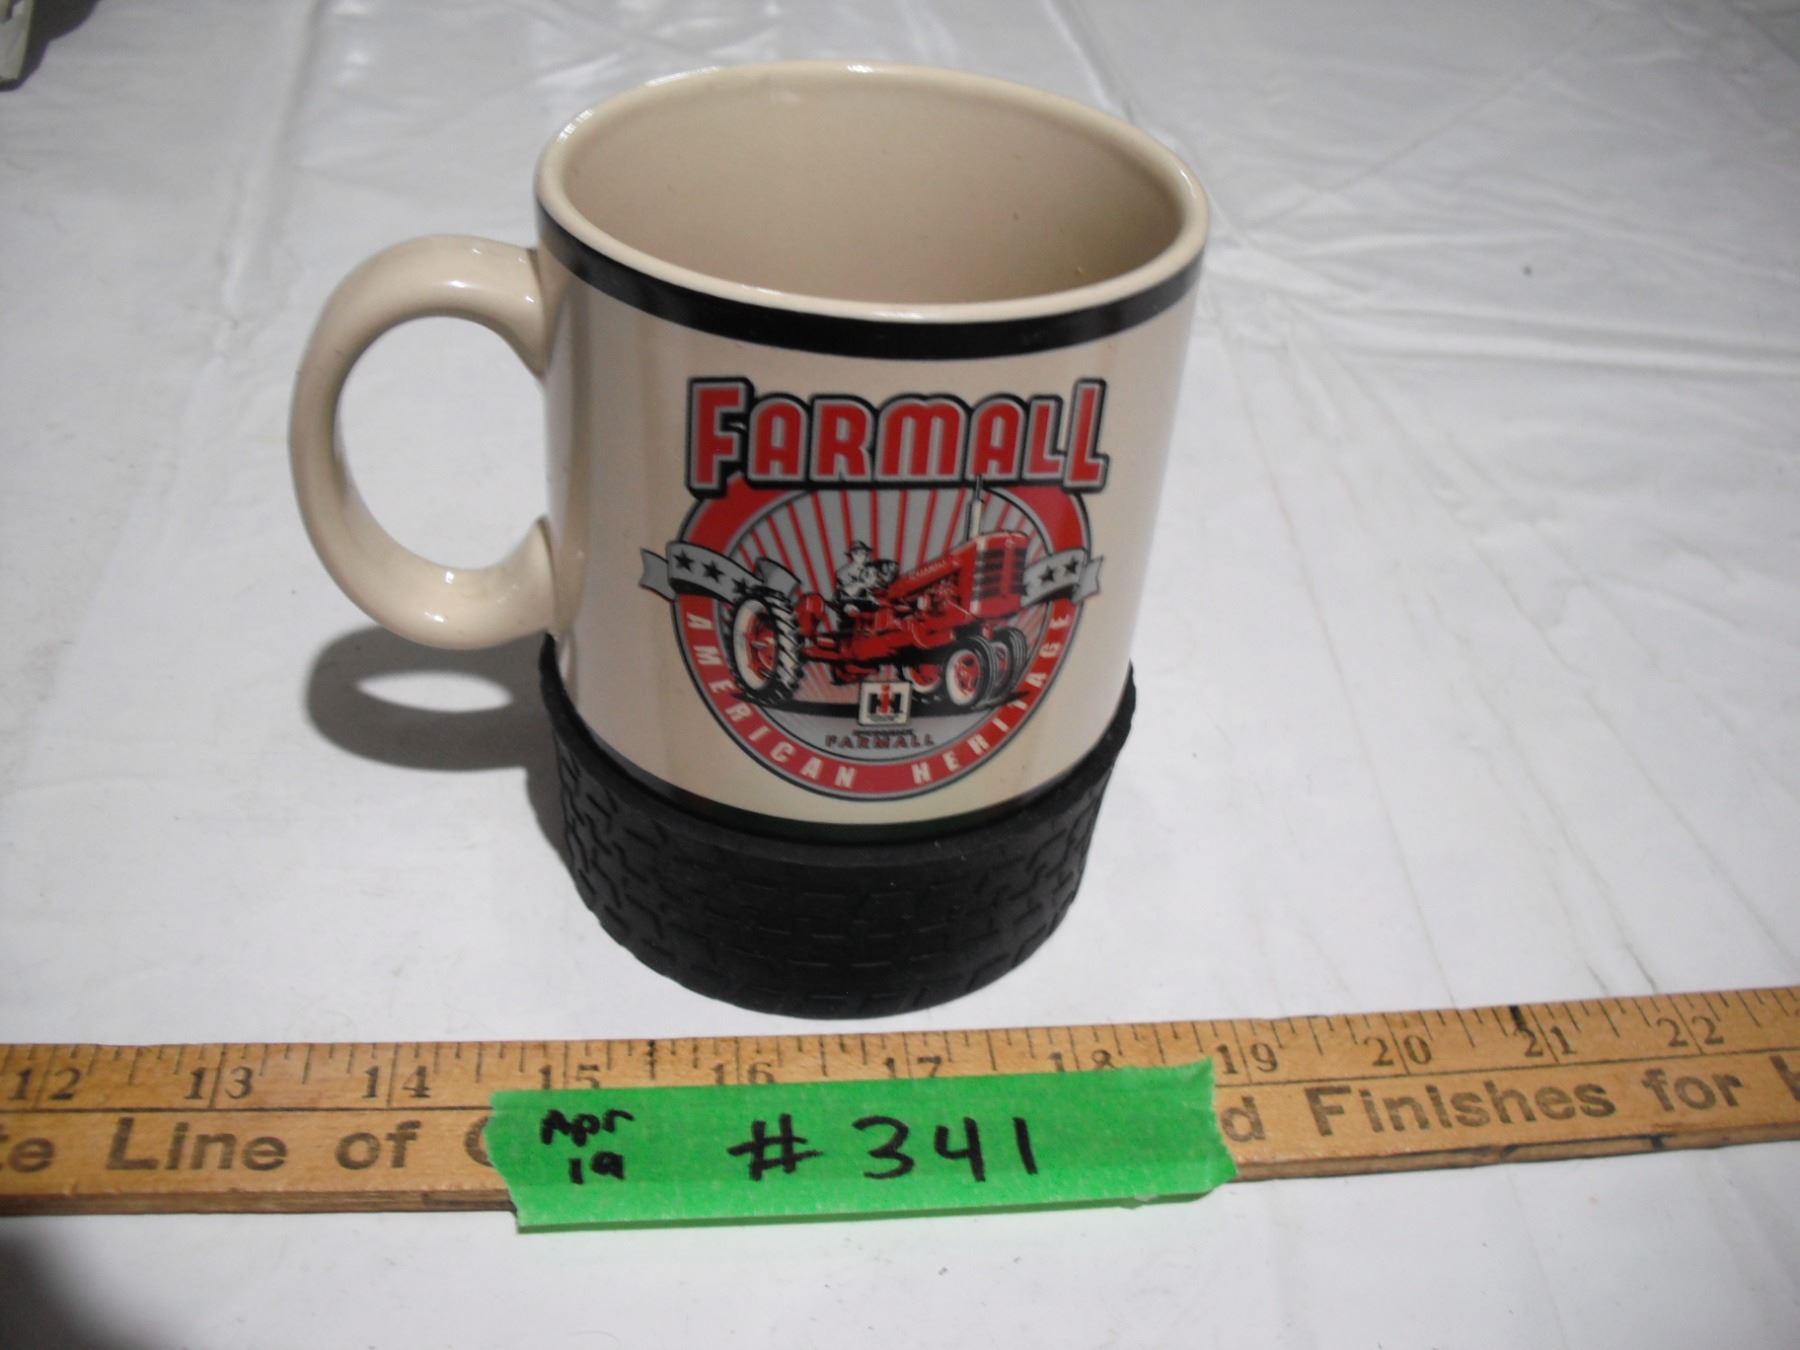 FARMALL
AMERICAN HERITAGE
IH
FARMALL
12 13 14 15 16 17 18 19 20 21 22
te Line of
d Finishes for
Apr
19
# 341